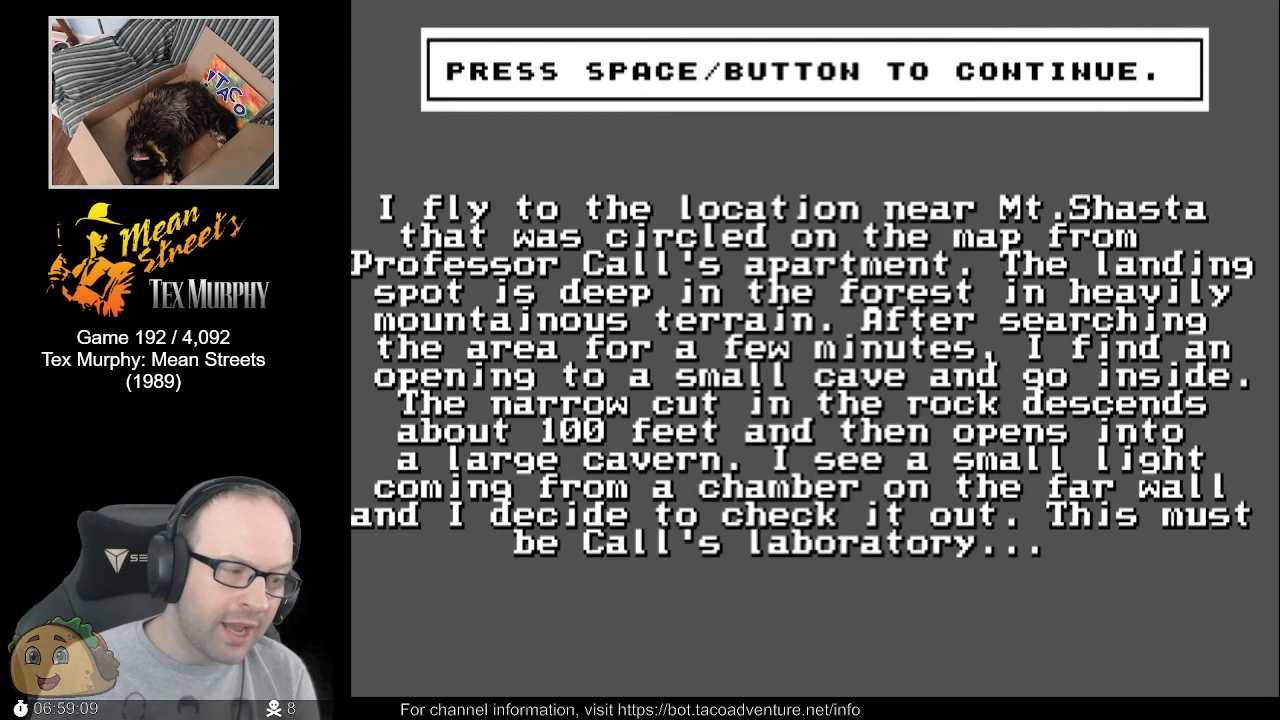 PRESS SPACE/BUTTON TO CONTINUE.
I fly to the location near Mt.Shasta
that was circled on the map from
Professor Call's apartment. The landing
spot is deep in the forest in heavily
mountainous terrain. After searching
the area for a few minutes, I find an
opening to a small cave and go inside.
The narrow cut in the rock descends
about 100 feet and then opens into
a large cavern. I see a small light
coming from a chamber on the far wall
and I decide to check it out. This must
be Call's laboratory...
¡TACO
Mean
Streets
TEX MURPHY
Game 192 / 4,092
Tex Murphy: Mean Streets
(1989)
SE
06:59:09
8
For channel information, visit https://bot.tacoadventure.net/info